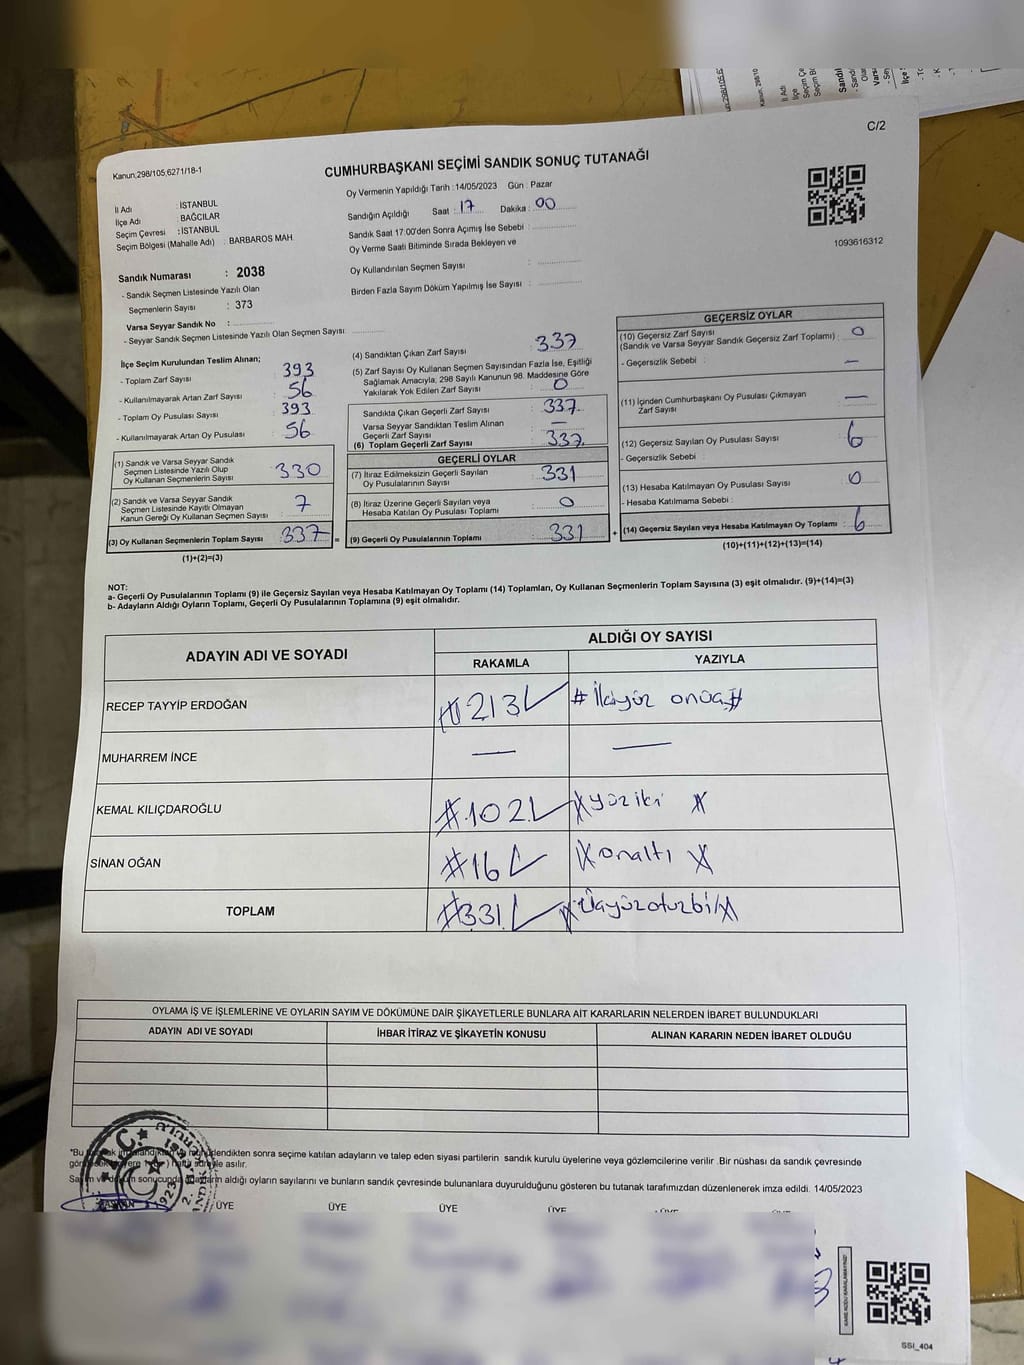 C/2
Kanun;298/105,6271/18-1
CUMHURBAŞKANI SEÇİMİ SANDIK SONUÇ TUTANAĞI
İl Adı : İSTANBUL
İlçe Adı : BAĞCILAR
Seçim Çevresi : İSTANBUL
Seçim Bölgesi (Mahalle Adı) : BARBAROS MAH.
Oy Vermenin Yapıldığı Tarih : 14/05/2023 Gün : Pazar
Sandığın Açıldığı Saat : 17 Dakika : 00
Sandık Saat 17:00'den Sonra Açılmış İse Sebebi :
Oy Verme Saati Bitiminde Sırada Bekleyen ve
Oy Kullandırılan Seçmen Sayısı :
Birden Fazla Sayım Döküm Yapılmış İse Sayısı :
1093616312
Sandık Numarası : 2038
- Sandık Seçmen Listesinde Yazılı Olan
Seçmenlerin Sayısı : 373
Varsa Seyyar Sandık No :
- Seyyar Sandık Seçmen Listesinde Yazılı Olan Seçmen Sayısı:
İlçe Seçim Kurulundan Teslim Alınan;
- Toplam Zarf Sayısı 393
- Kullanılmayarak Artan Zarf Sayısı 56
- Toplam Oy Pusulası Sayısı 393
- Kullanılmayarak Artan Oy Pusulası 56
(1) Sandık ve Varsa Seyyar Sandık
Seçmen Listesinde Yazılı Olup
Oy Kullanan Seçmenlerin Sayısı 330
(2) Sandık ve Varsa Seyyar Sandık
Seçmen Listesinde Kayıtlı Olmayan
Kanun Gereği Oy Kullanan Seçmen Sayısı : 7
(3) Oy Kullanan Seçmenlerin Toplam Sayısı 337 =
(1)+(2)=(3)
(4) Sandıktan Çıkan Zarf Sayısı 337
(5) Zarf Sayısı Oy Kullanan Seçmen Sayısından Fazla İse, Eşitliği
Sağlamak Amacıyla, 298 Sayılı Kanunun 98. Maddesine Göre
Yakılarak Yok Edilen Zarf Sayısı : 0
Sandıkta Çıkan Geçerli Zarf Sayısı 337
Varsa Seyyar Sandıktan Teslim Alınan
Geçerli Zarf Sayısı —
(6) Toplam Geçerli Zarf Sayısı 337
GEÇERLİ OYLAR
(7) İtiraz Edilmeksizin Geçerli Sayılan
Oy Pusulalarının Sayısı 331
(8) İtiraz Üzerine Geçerli Sayılan veya
Hesaba Katılan Oy Pusulası Toplamı 0
(9) Geçerli Oy Pusulalarının Toplamı 331 +
GEÇERSİZ OYLAR
(10) Geçersiz Zarf Sayısı
(Sandık ve Varsa Seyyar Sandık Geçersiz Zarf Toplamı) : 0
- Geçersizlik Sebebi : —
(11) İçinden Cumhurbaşkanı Oy Pusulası Çıkmayan
Zarf Sayısı —
(12) Geçersiz Sayılan Oy Pusulası Sayısı 6
- Geçersizlik Sebebi :
(13) Hesaba Katılmayan Oy Pusulası Sayısı 0
- Hesaba Katılmama Sebebi :
(14) Geçersiz Sayılan veya Hesaba Katılmayan Oy Toplamı : 6
(10)+(11)+(12)+(13)=(14)
NOT:
a- Geçerli Oy Pusulalarının Toplamı (9) ile Geçersiz Sayılan veya Hesaba Katılmayan Oy Toplamı (14) Toplamları, Oy Kullanan Seçmenlerin Toplam Sayısına (3) eşit olmalıdır. (9)+(14)=(3)
b- Adayların Aldığı Oyların Toplamı, Geçerli Oy Pusulalarının Toplamına (9) eşit olmalıdır.
ADAYIN ADI VE SOYADI ALDIĞI OY SAYISI
RAKAMLA YAZIYLA
RECEP TAYYİP ERDOĞAN #213 #ikiyüz onüç#
MUHARREM İNCE — —
KEMAL KILIÇDAROĞLU #102 #yüziki #
SİNAN OĞAN #16 #onaltı #
TOPLAM #331 #üçyüzotuzbir#
OYLAMA İŞ VE İŞLEMLERİNE VE OYLARIN SAYIM VE DÖKÜMÜNE DAİR ŞİKAYETLERLE BUNLARA AİT KARARLARIN NELERDEN İBARET BULUNDUKLARI
ADAYIN ADI VE SOYADI İHBAR İTİRAZ VE ŞİKAYETİN KONUSU ALINAN KARARIN NEDEN İBARET OLDUĞU
"Bu sonra seçime katılan adayların ve talep eden siyasi partilerin sandık kurulu üyelerine veya gözlemcilerine verilir .Bir nüshası da sandık çevresinde
asılır.
aldığı oyların sayılarını ve bunların sandık çevresinde bulunanlara duyurulduğunu gösteren bu tutanak tarafımızdan düzenlenerek imza edildi. 14/05/2023
ÜYE ÜYE ÜYE ÜYE
SSI_404